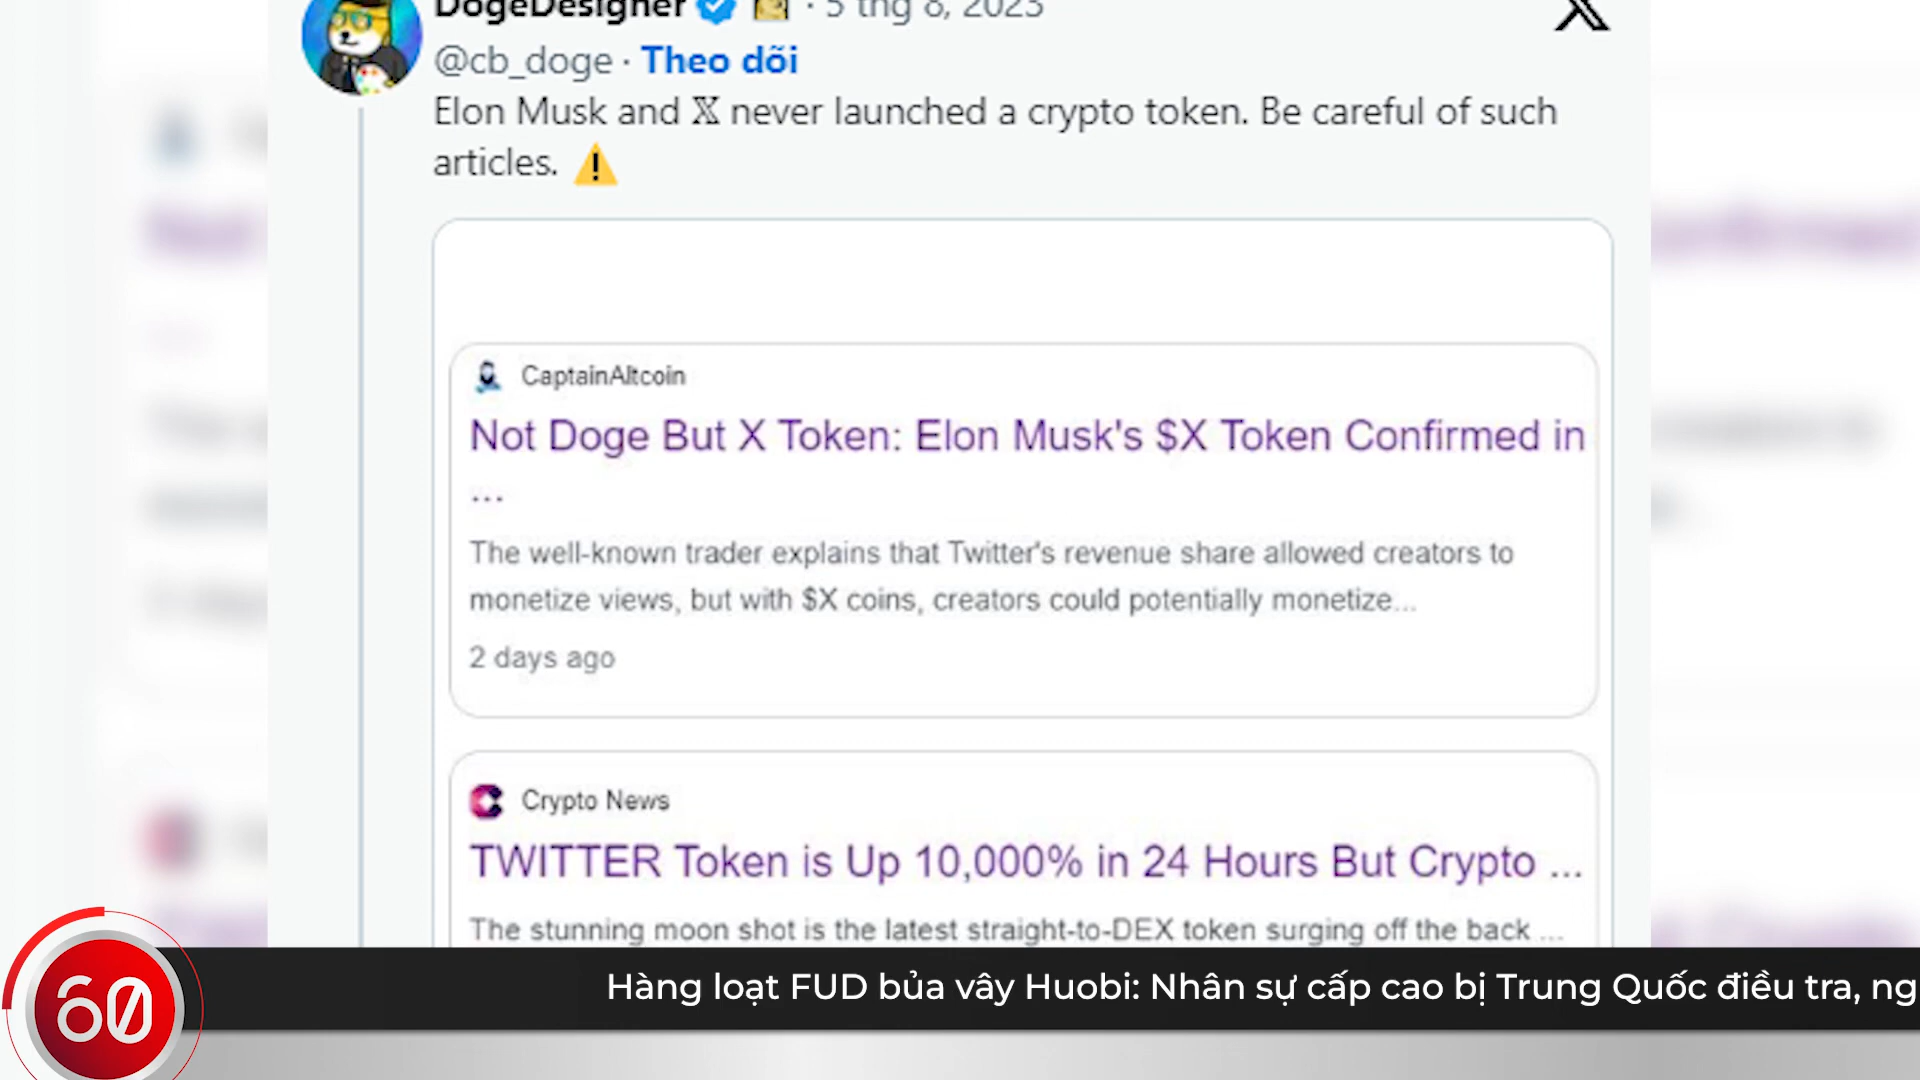 DogeDesigner · 5 thg 8, 2023
@cb_doge · Theo dõi
Elon Musk and 𝕏 never launched a crypto token. Be careful of such
articles. ⚠️
CaptainAltcoin
Not Doge But X Token: Elon Musk's $X Token Confirmed in
...
The well-known trader explains that Twitter's revenue share allowed creators to
monetize views, but with $X coins, creators could potentially monetize...
2 days ago
Crypto News
TWITTER Token is Up 10,000% in 24 Hours But Crypto ...
The stunning moon shot is the latest straight-to-DEX token surging off the back ...
60
Hàng loạt FUD bủa vây Huobi: Nhân sự cấp cao bị Trung Quốc điều tra, ng